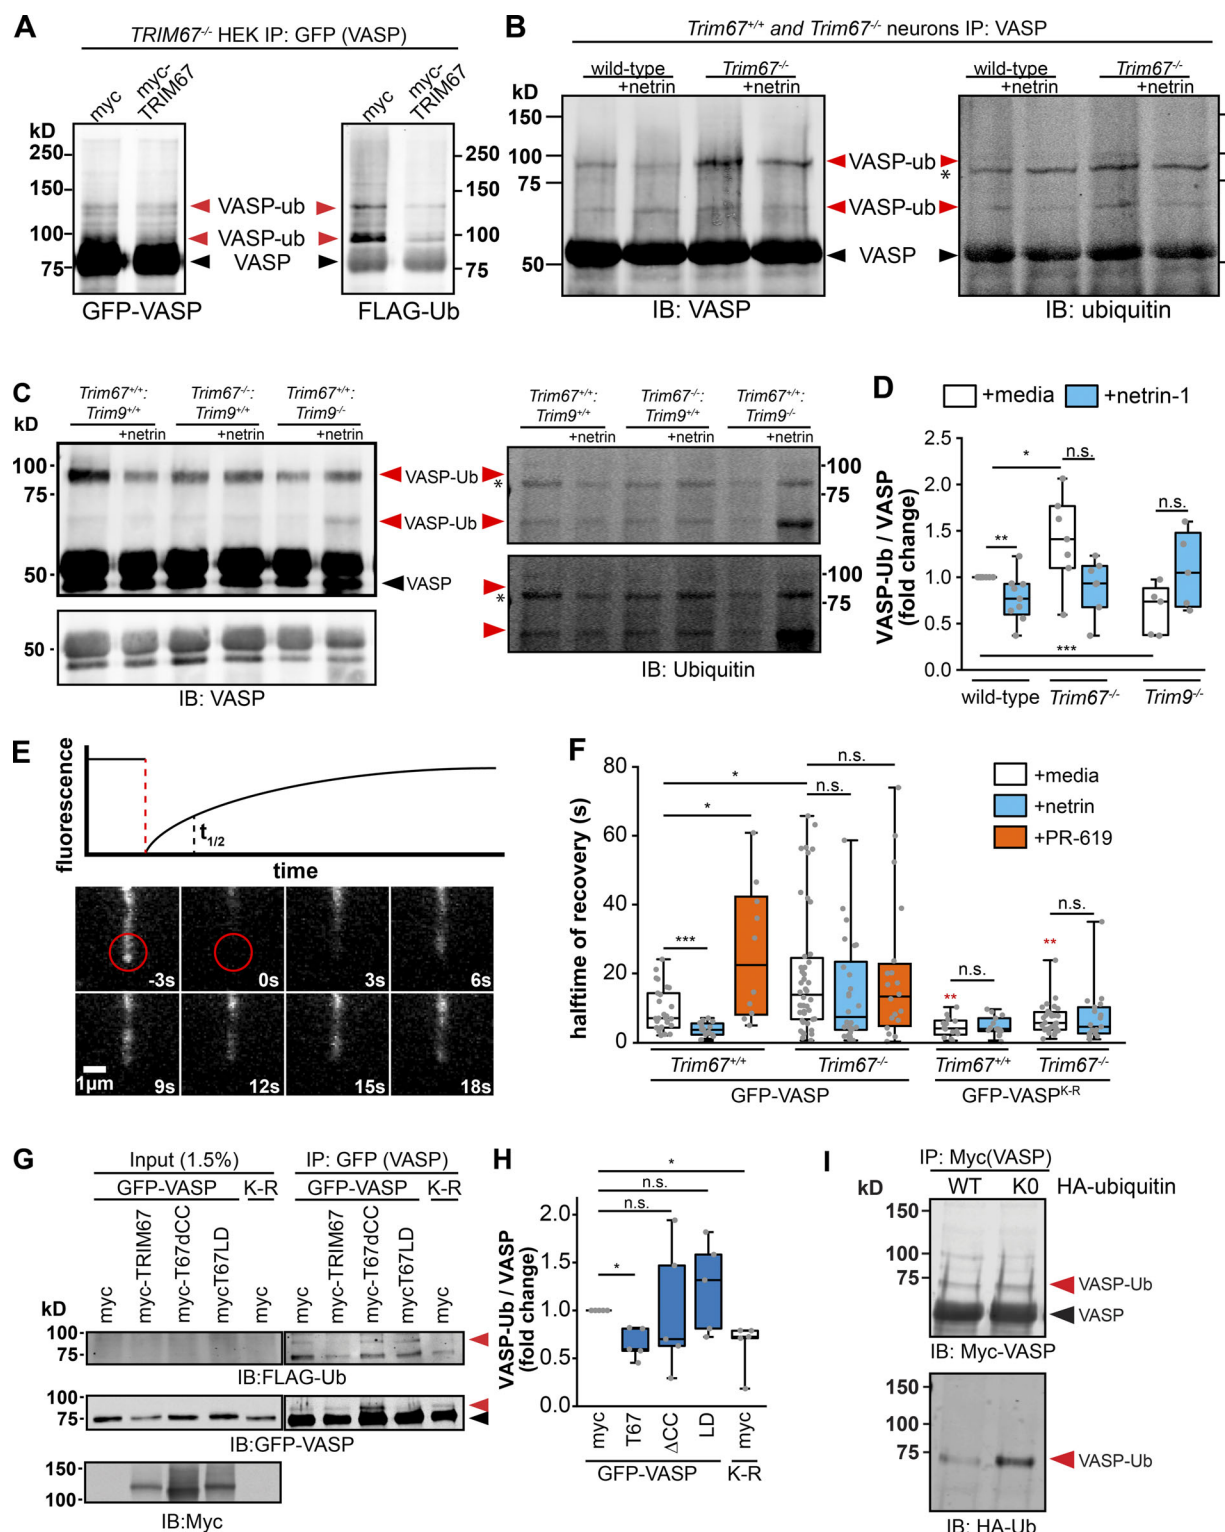 A
TRIM67-/- HEK IP: GFP (VASP)
myc
myc-
TRIM67
myc
myc-
TRIM67
kD
250
150
100
75
250
150
100
75
VASP-ub
VASP-ub
VASP
GFP-VASP
FLAG-Ub
B
Trim67+/+ and Trim67-/- neurons IP: VASP
wild-type
Trim67-/-
+netrin
+netrin
wild-type
Trim67-/-
+netrin
+netrin
kD
150
100
75
50
VASP-ub
*
VASP-ub
VASP
IB: VASP
IB: ubiquitin
C
Trim67+/+:
Trim9+/+
Trim67-/-:
Trim9+/+
Trim67+/+:
Trim9-/-
+netrin
+netrin
+netrin
kD
100
75
50
50
VASP-Ub
VASP-Ub
VASP
IB: VASP
Trim67+/+:
Trim9+/+
Trim67-/-:
Trim9+/+
Trim67+/+:
Trim9-/-
+netrin
+netrin
+netrin
*
100
75
*
100
75
IB: Ubiquitin
D
+media
+netrin-1
VASP-Ub / VASP
(fold change)
2.5
2.0
1.5
1.0
0.5
0.0
*
n.s.
**
n.s.
***
wild-type
Trim67-/-
Trim9-/-
E
fluorescence
t1/2
time
-3s
0s
3s
6s
1µm
9s
12s
15s
18s
F
halftime of recovery (s)
80
60
40
20
0
n.s.
*
n.s.
*
***
+media
+netrin
+PR-619
n.s.
**
n.s.
**
Trim67+/+
Trim67-/-
Trim67+/+
Trim67-/-
GFP-VASP
GFP-VASPK-R
G
Input (1.5%)
IP: GFP (VASP)
GFP-VASP
K-R
GFP-VASP
K-R
myc
myc-TRIM67
myc-T67dCC
mycT67LD
myc
myc
myc-TRIM67
myc-T67dCC
mycT67LD
myc
kD
100
75
IB:FLAG-Ub
100
75
IB:GFP-VASP
150
100
IB:Myc
H
VASP-Ub / VASP
(fold change)
2.0
1.5
1.0
0.5
0.0
*
n.s.
n.s.
*
myc
T67
ΔCC
LD
myc
GFP-VASP
K-R
I
IP: Myc(VASP)
kD
WT
K0
HA-ubiquitin
150
100
75
VASP-Ub
VASP
IB: Myc-VASP
150
100
75
VASP-Ub
IB: HA-Ub